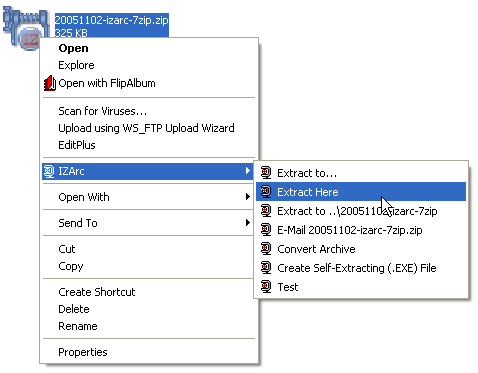 20051102-izarc-7zip.zip
325 KB
IZ
Open
Explore
Open with FlipAlbum
Scan for Viruses...
Upload using WS_FTP Upload Wizard
EditPlus
IZArc
Open With
Send To
Cut
Copy
Create Shortcut
Delete
Rename
Properties
Extract to...
Extract Here
Extract to ..\20051102-izarc-7zip
E-Mail 20051102-izarc-7zip.zip
Convert Archive
Create Self-Extracting (.EXE) File
Test